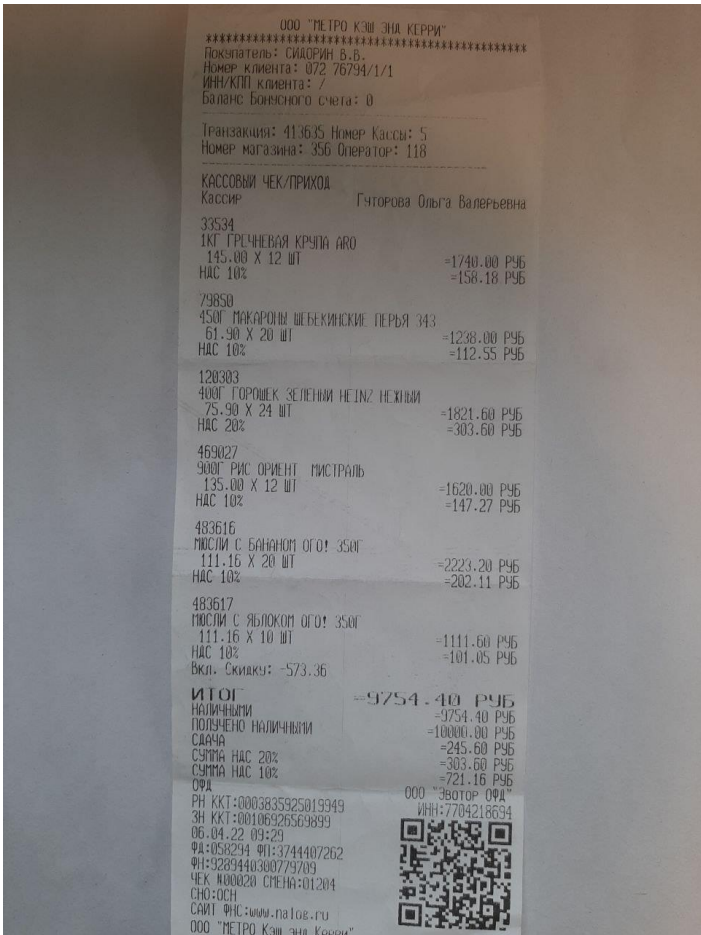 ООО "МЕТРО КЭШ ЭНД КЕРРИ"
************************************************
Покупатель: СИДОРИН В.В.
Номер клиента: 072 76794/1/1
ИНН/КПП клиента: /
Баланс Бонусного счета: 0
Транзакция: 413635 Номер Кассы: 5
Номер магазина: 356 Оператор: 118
КАССОВЫЙ ЧЕК/ПРИХОД
Кассир Гуторова Ольга Валерьевна
33534
1КГ ГРЕЧНЕВАЯ КРУПА ARO
145.00 X 12 ШТ =1740.00 РУБ
НДС 10% =158.18 РУБ
79850
450Г МАКАРОНЫ ШЕБЕКИНСКИЕ ПЕРЬЯ 343
61.90 X 20 ШТ =1238.00 РУБ
НДС 10% =112.55 РУБ
120303
400Г ГОРОШЕК ЗЕЛЕНЫЙ HEINZ НЕЖНЫЙ
75.90 X 24 ШТ =1821.60 РУБ
НДС 20% =303.60 РУБ
469027
900Г РИС ОРИЕНТ МИСТРАЛЬ
135.00 X 12 ШТ =1620.00 РУБ
НДС 10% =147.27 РУБ
483616
МЮСЛИ С БАНАНОМ ОГО! 350Г
111.16 X 20 ШТ =2223.20 РУБ
НДС 10% =202.11 РУБ
483617
МЮСЛИ С ЯБЛОКОМ ОГО! 350Г
111.16 X 10 ШТ =1111.60 РУБ
НДС 10% =101.05 РУБ
Вкл. Скидку: -573.36
ИТОГ =9754.40 РУБ
НАЛИЧНЫМИ =9754.40 РУБ
ПОЛУЧЕНО НАЛИЧНЫМИ =10000.00 РУБ
СДАЧА =245.60 РУБ
СУММА НДС 20% =303.60 РУБ
СУММА НДС 10% =721.16 РУБ
ОФД ООО "Эвотор ОФД"
РН ККТ:0003835925019949 ИНН:7704218694
ЗН ККТ:00106926569899
06.04.22 09:29
ФД:058294 ФП:3744407262
ФН:9289440300779709
ЧЕК №00020 СМЕНА:01204
СНО:ОСН
САЙТ ФНС:www.nalog.ru
ООО "МЕТРО Кэш энд Керри"